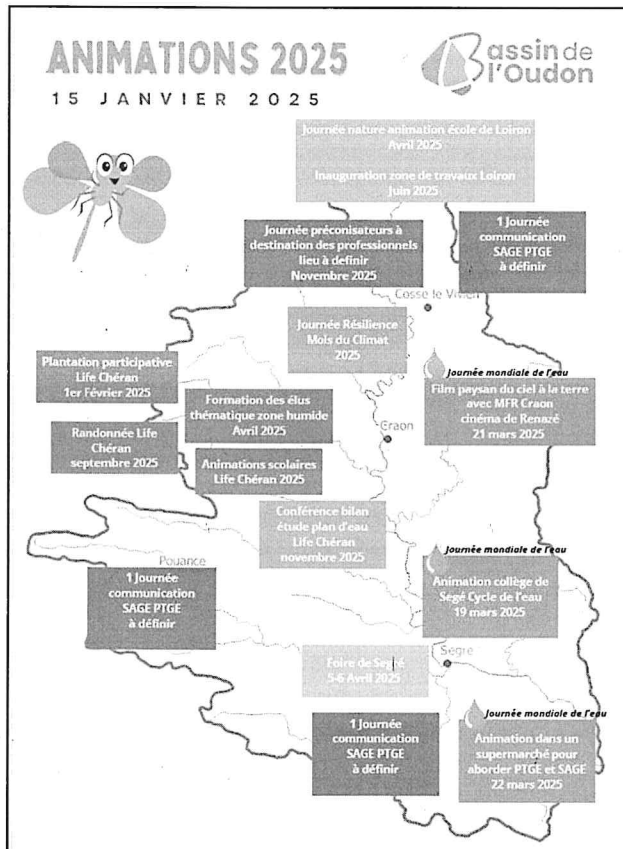 ANIMATIONS 2025
15 JANVIER 2025
Bassin de
l'Oudon
Journée nature animation école de Loiron
Avril 2025
Inauguration zone de travaux Loiron
Juin 2025
Journée préconisateurs à
destination des professionnels
lieu à définir
Novembre 2025
1 Journée
communication
SAGE PTGE
à définir
Cosse le Vivien
Journée Résilience
Mois du Climat
2025
Plantation participative
Life Chéran
1er Février 2025
Formation des élus
thématique zone humide
Avril 2025
Journée mondiale de l'eau
Film paysan du ciel à la terre
avec MFR Craon
cinéma de Renazé
21 mars 2025
Craon
Randonnée Life
Chéran
septembre 2025
Animations scolaires
Life Chéran 2025
Conférence bilan
étude plan d'eau
Life Chéran
novembre 2025
Journée mondiale de l'eau
Animation collège de
Segé Cycle de l'eau
19 mars 2025
Pouance
1 Journée
communication
SAGE PTGE
à définir
Segre
Foire de Segré
5-6 Avril 2025
1 Journée
communication
SAGE PTGE
à définir
Journée mondiale de l'eau
Animation dans un
supermarché pour
aborder PTGE et SAGE
22 mars 2025